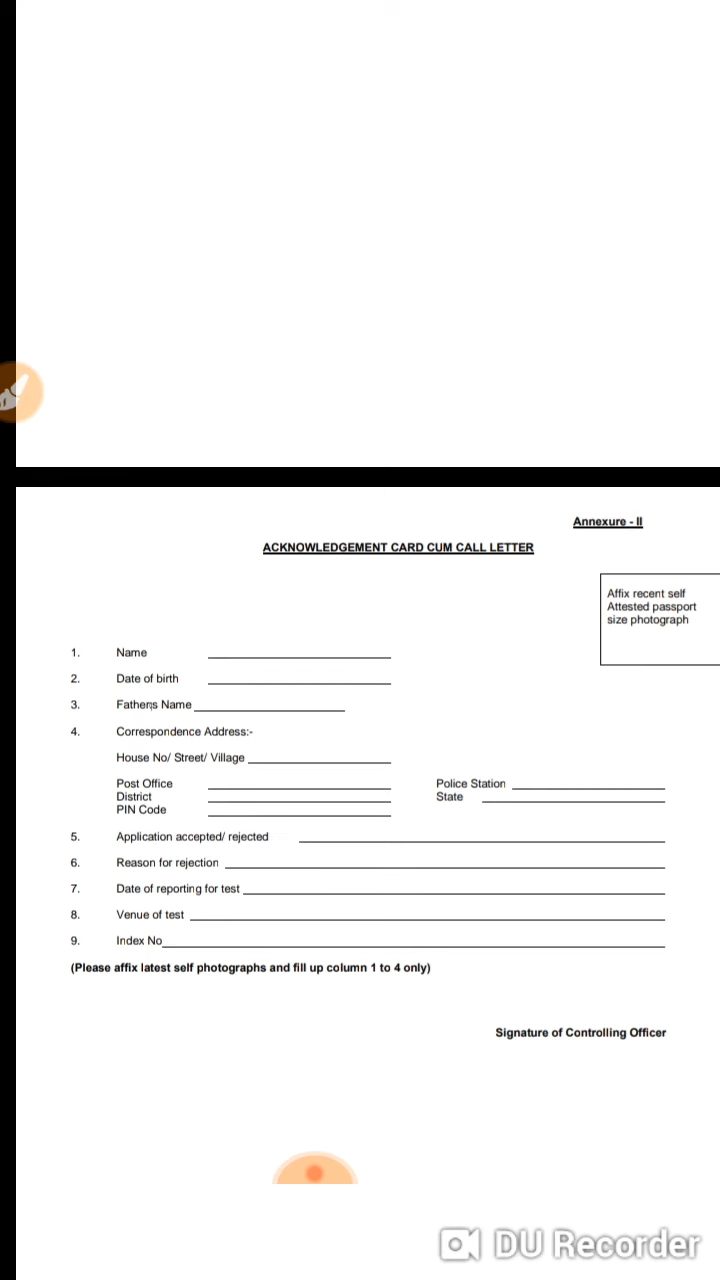 Annexure - II
ACKNOWLEDGEMENT CARD CUM CALL LETTER
Affix recent self
Attested passport
size photograph
1. Name
2. Date of birth
3. Fathers Name
4. Correspondence Address:-
House No/ Street/ Village
Post Office Police Station
District State
PIN Code
5. Application accepted/ rejected
6. Reason for rejection
7. Date of reporting for test
8. Venue of test
9. Index No
(Please affix latest self photographs and fill up column 1 to 4 only)
Signature of Controlling Officer
DU Recorder